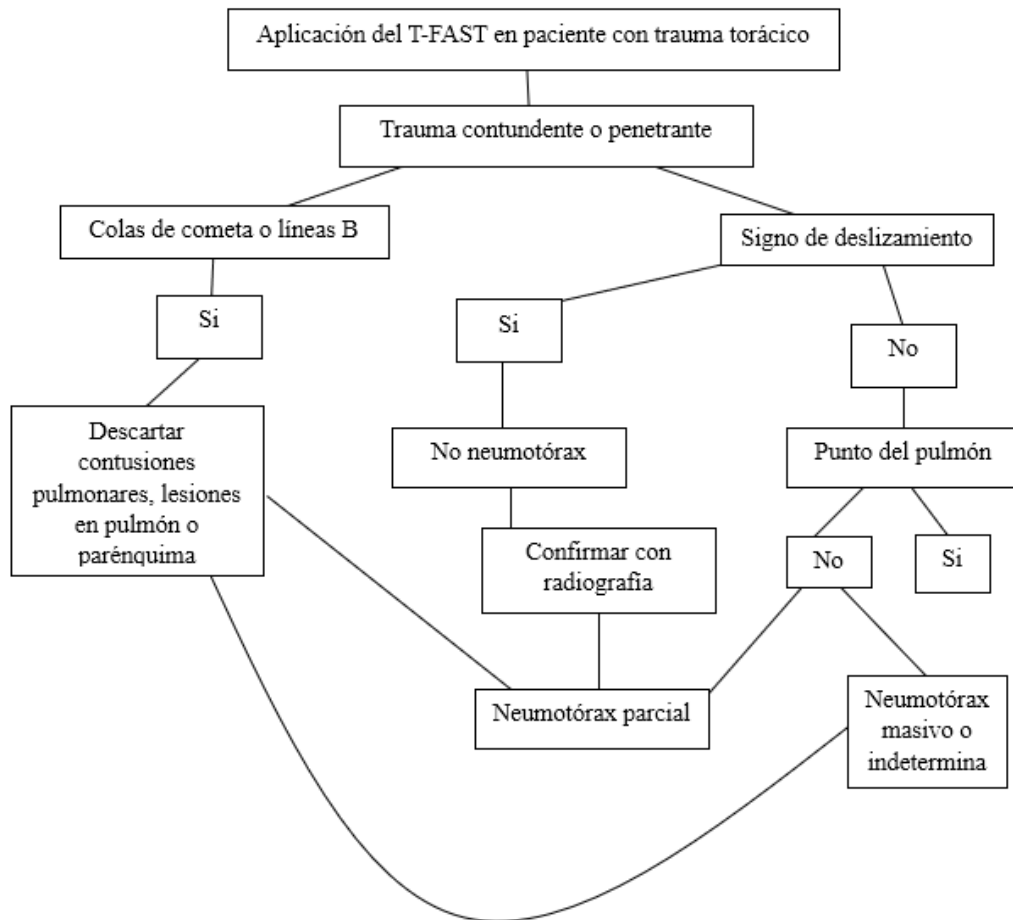 Aplicación del T-FAST en paciente con trauma torácico
Trauma contundente o penetrante
Colas de cometa o líneas B
Signo de deslizamiento
Si
Si
No
Descartar
contusiones
pulmonares, lesiones
en pulmón o
parénquima
No neumotórax
Punto del pulmón
Confirmar con
radiografía
No
Si
Neumotórax parcial
Neumotórax
masivo o
indetermina